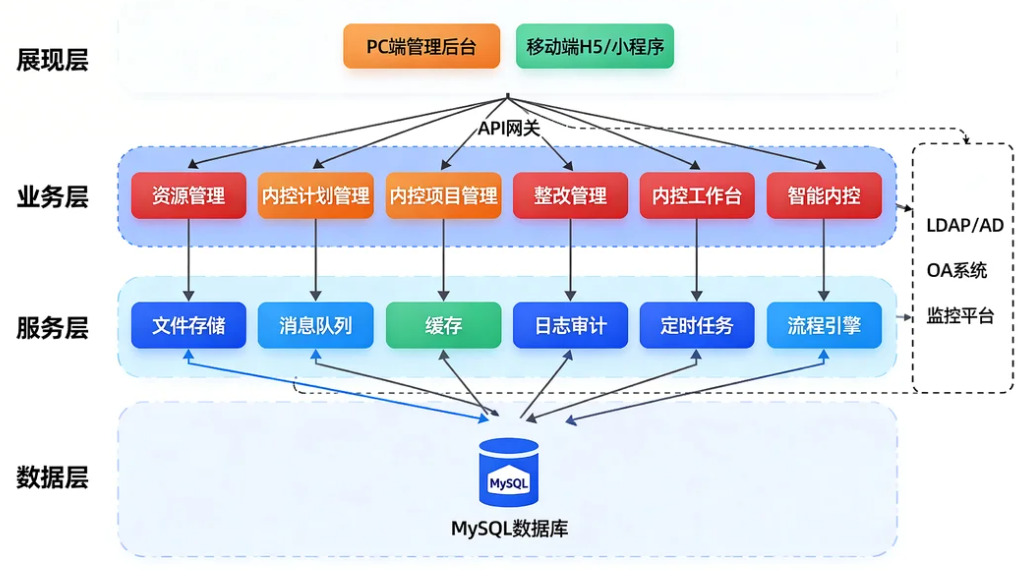 展现层
PC端管理后台
移动端H5/小程序
API网关
业务层
资源管理
内控计划管理
内控项目管理
整改管理
内控工作台
智能内控
LDAP/AD
OA系统
监控平台
服务层
文件存储
消息队列
缓存
日志审计
定时任务
流程引擎
数据层
MySQL
MySQL数据库